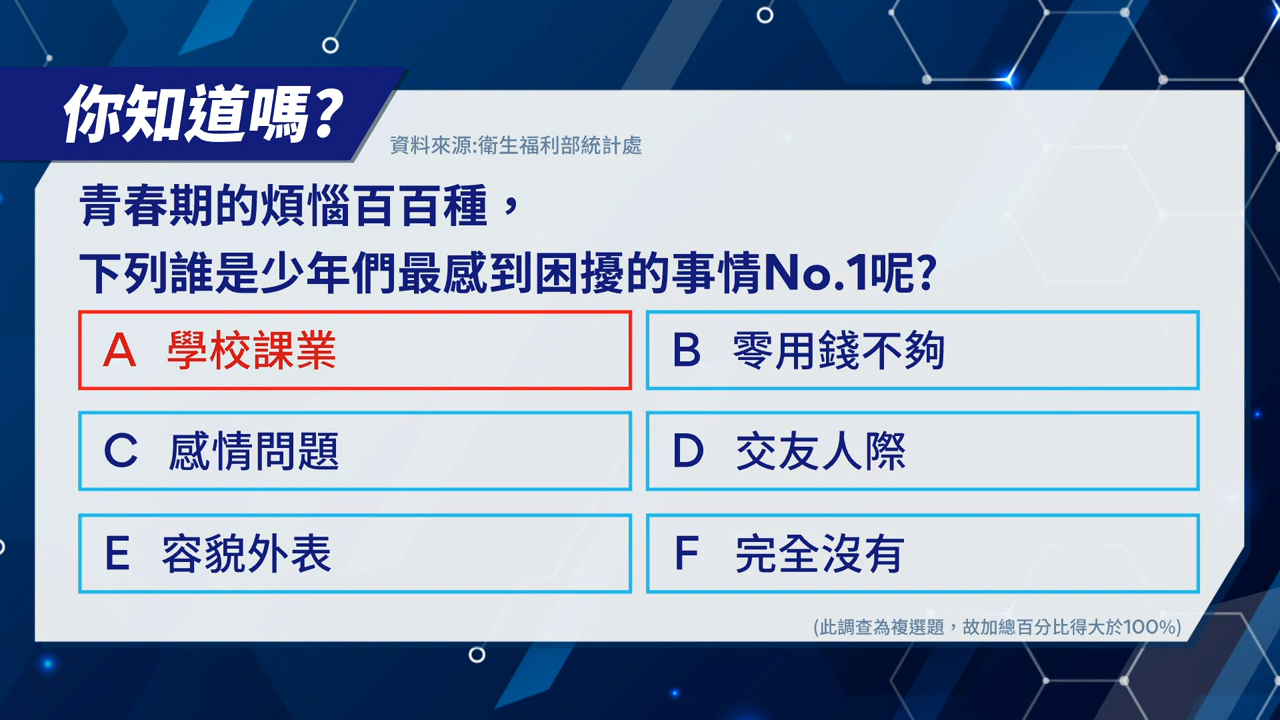 你知道嗎?
資料來源:衛生福利部統計處
青春期的煩惱百百種，
下列誰是少年們最感到困擾的事情No.1呢?
A 學校課業
B 零用錢不夠
C 感情問題
D 交友人際
E 容貌外表
F 完全沒有
(此調查為複選題，故加總百分比得大於100%)